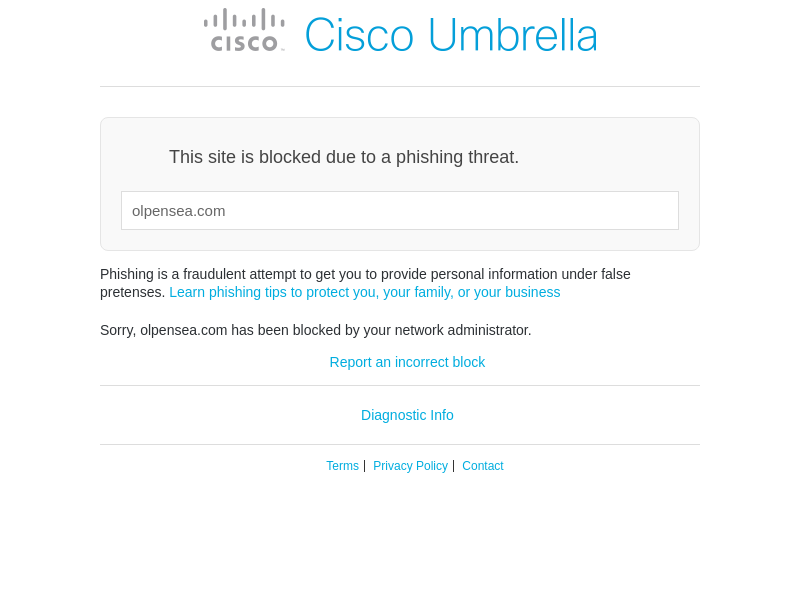 CISCO Cisco Umbrella
This site is blocked due to a phishing threat.
olpensea.com
Phishing is a fraudulent attempt to get you to provide personal information under false
pretenses. Learn phishing tips to protect you, your family, or your business
Sorry, olpensea.com has been blocked by your network administrator.
Report an incorrect block
Diagnostic Info
Terms | Privacy Policy | Contact